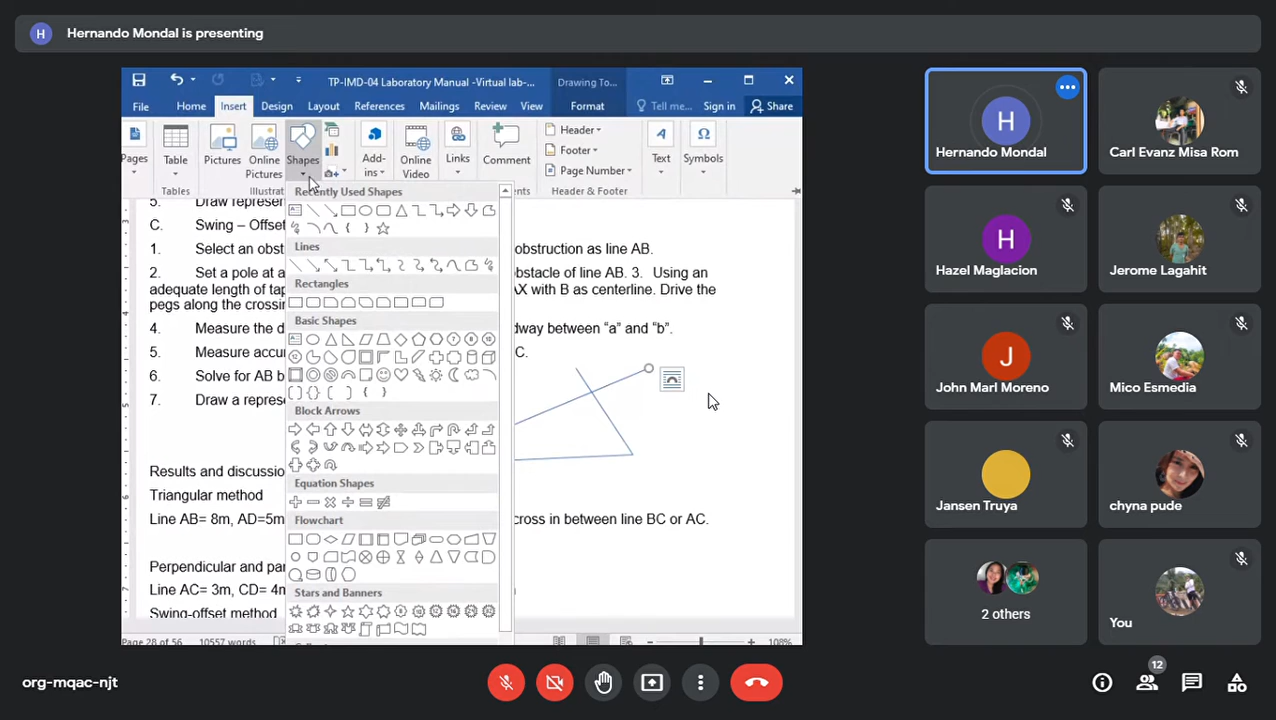 H Hernando Mondal is presenting
TP-IMD-04 Laboratory Manual -Virtual lab-...
Drawing To...
File Home Insert Design Layout References Mailings Review View Format Tell me... Sign in Share
Pages
Table
Pictures
Online
Pictures
Shapes
Add-
ins
Online
Video
Links
Comment
Header
Footer
Page Number
Text
Symbols
Tables
Illustrat
ents
Header & Footer
Recently Used Shapes
Lines
Rectangles
Basic Shapes
Block Arrows
Equation Shapes
Flowchart
Stars and Banners
5. Draw represer
C. Swing – Offset
1. Select an obst obstruction as line AB.
2. Set a pole at a obstacle of line AB. 3. Using an
adequate length of tap AX with B as centerline. Drive the
pegs along the crossin
4. Measure the d dway between “a” and “b”.
5. Measure accur C.
6. Solve for AB b
7. Draw a repres
Results and discussio
Triangular method
Line AB= 8m, AD=5m cross in between line BC or AC.
Perpendicular and par
Line AC= 3m, CD= 4m
Swing-offset method
Page 28 of 56 10557 words 108%
H
Hernando Mondal
Carl Evanz Misa Rom
H
Hazel Maglacion
Jerome Lagahit
J
John Marl Moreno
Mico Esmedia
Jansen Truya
chyna pude
2 others
You
org-mqac-njt
12